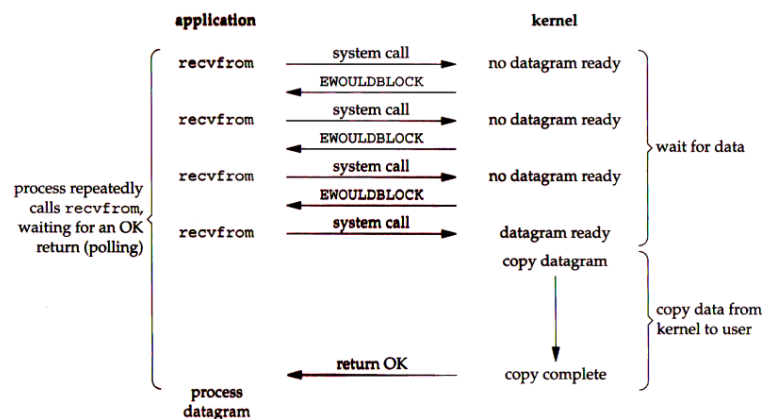 application kernel
recvfrom system call no datagram ready
EWOULDBLOCK
recvfrom system call no datagram ready
EWOULDBLOCK
wait for data
recvfrom system call no datagram ready
process repeatedly
calls recvfrom,
waiting for an OK
return (polling)
EWOULDBLOCK
recvfrom system call datagram ready
copy datagram
copy data from
kernel to user
return OK copy complete
process
datagram